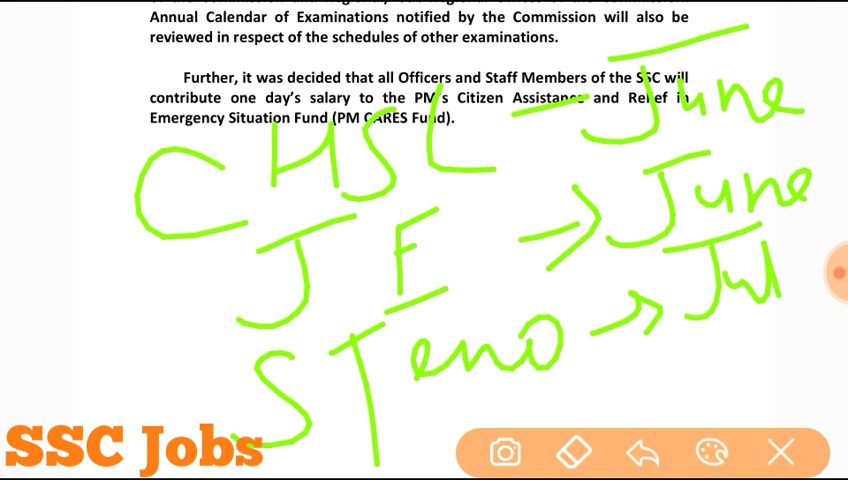 Annual Calendar of Examinations notified by the Commission will also be
reviewed in respect of the schedules of other examinations.
Further, it was decided that all Officers and Staff Members of the SSC will
contribute one day's salary to the PM's Citizen Assistance and Relief in
Emergency Situation Fund (PM CARES Fund).
CHSL - June
JE → June
STeno → Jul
SSC Jobs